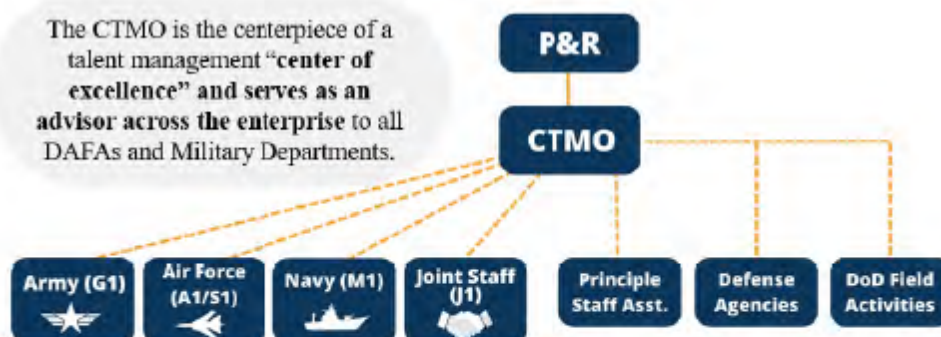 The CTMO is the centerpiece of a
talent management “center of
excellence” and serves as an
advisor across the enterprise to all
DAFAs and Military Departments.
P&R
CTMO
Army (G1)
Air Force
(A1/S1)
Navy (M1)
Joint Staff
(J1)
Principle
Staff Asst.
Defense
Agencies
DoD Field
Activities